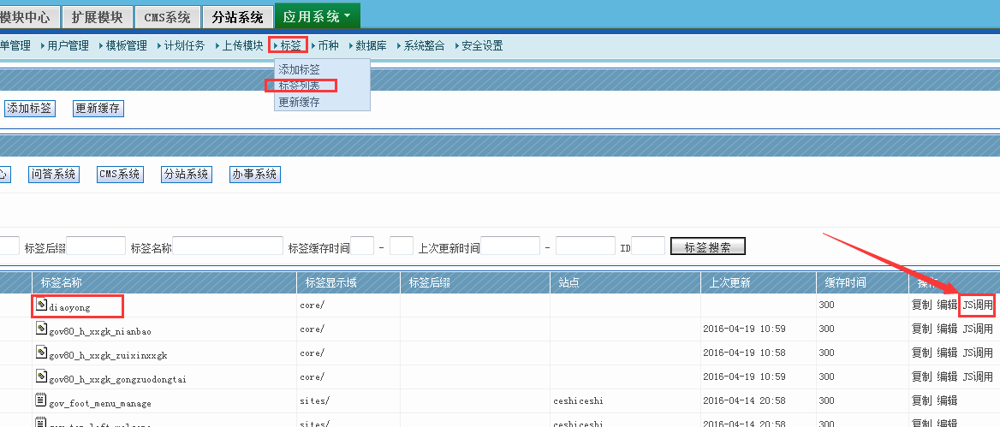 模块中心 扩展模块 CMS系统 分站系统 应用系统
单管理 用户管理 模板管理 计划任务 上传模块 标签 币种 数据库 系统整合 安全设置
添加标签
标签列表
更新缓存
添加标签 更新缓存
心 问答系统 CMS系统 分站系统 办事系统
标签后缀 标签名称 标签缓存时间 - 上次更新时间 - ID 标签搜索
标签名称 标签显示域 标签后缀 站点 上次更新 缓存时间 操作
diaoyong core/ 300 复制 编辑 JS调用
gov80_h_xxgk_nianbao core/ 2016-04-19 10:59 300 复制 编辑 JS调用
gov80_h_xxgk_zuixinxxgk core/ 2016-04-19 10:58 300 复制 编辑 JS调用
gov80_h_xxgk_gongzuodongtai core/ 2016-04-19 10:59 300 复制 编辑 JS调用
gov_foot_menu_manage sites/ ceshiceshi 2016-04-14 20:58 300 复制 编辑
sites/ ceshiceshi 2016-04-14 20:58 300 复制 编辑